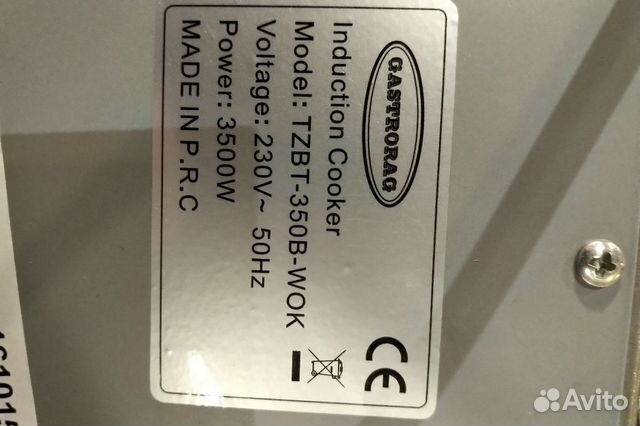 GASTRORAG
Induction Cooker
Model: TZBT-350B-WOK
Voltage: 230V~ 50Hz
Power: 3500W
MADE IN P.R.C
CE
Avito